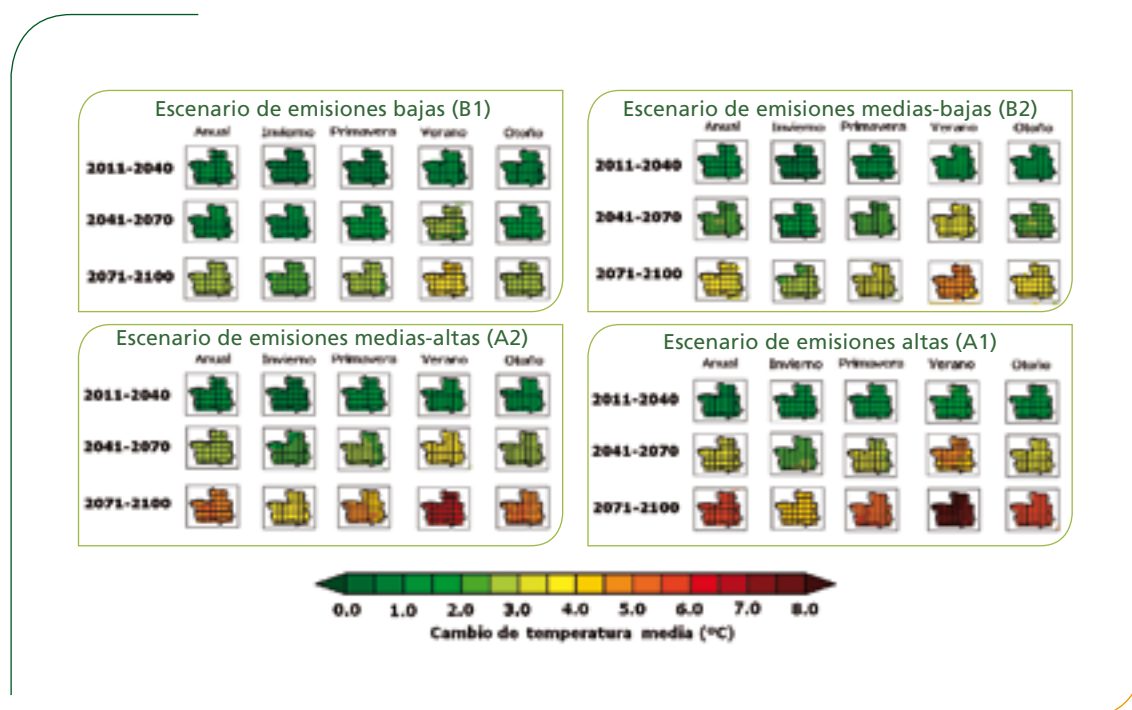 Escenario de emisiones bajas (B1)
Anual Invierno Primavera Verano Otoño
2011-2040
2041-2070
2071-2100
Escenario de emisiones medias-bajas (B2)
Anual Invierno Primavera Verano Otoño
2011-2040
2041-2070
2071-2100
Escenario de emisiones medias-altas (A2)
Anual Invierno Primavera Verano Otoño
2011-2040
2041-2070
2071-2100
Escenario de emisiones altas (A1)
Anual Invierno Primavera Verano Otoño
2011-2040
2041-2070
2071-2100
0.0 1.0 2.0 3.0 4.0 5.0 6.0 7.0 8.0
Cambio de temperatura media (ºC)